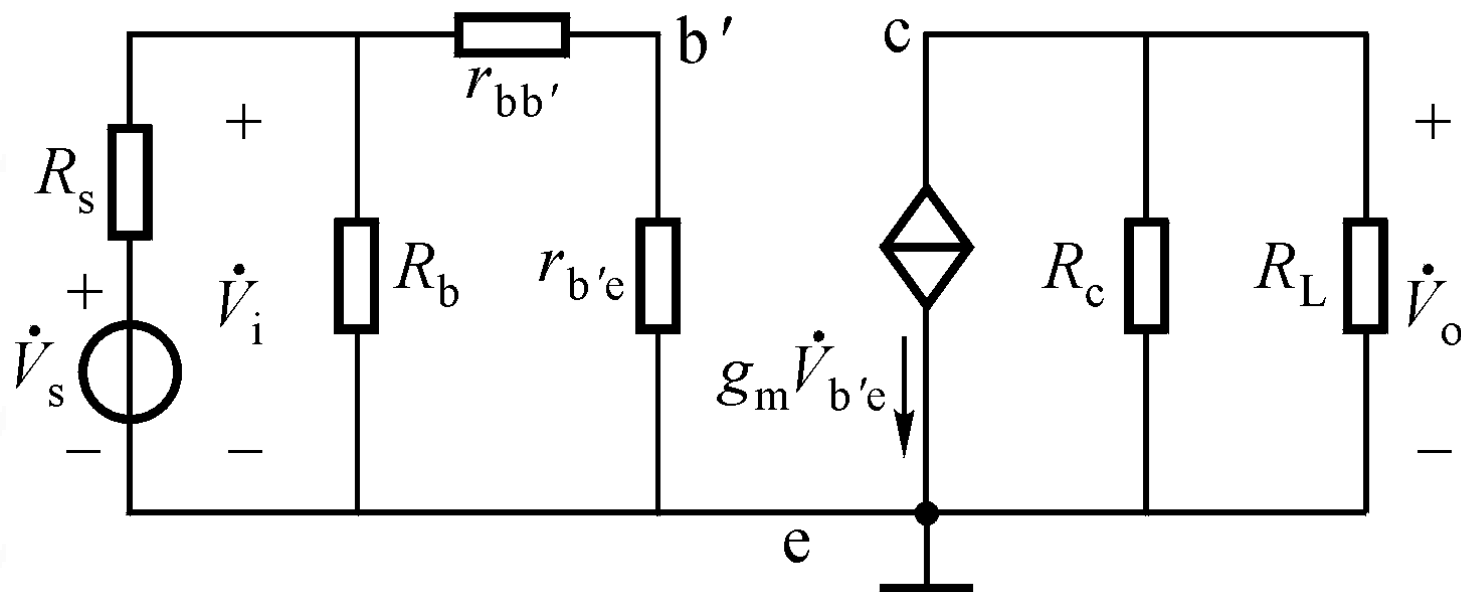 b′
c
r_bb′
+
+
R_s
R_b
r_b′e
R_c
R_L
+
V̇_i
V̇_o
V̇_s
g_m V̇_b′e
−
−
−
e